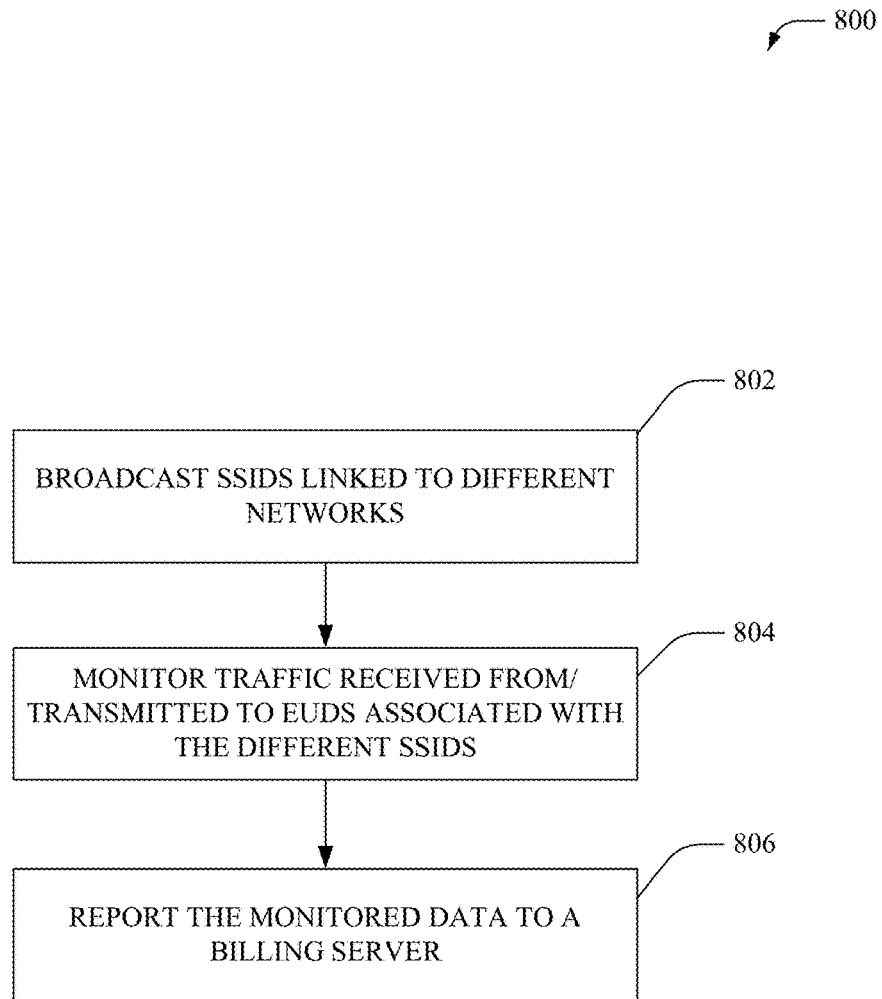 800
802
BROADCAST SSIDS LINKED TO DIFFERENT
NETWORKS
804
MONITOR TRAFFIC RECEIVED FROM/
TRANSMITTED TO EUDS ASSOCIATED WITH
THE DIFFERENT SSIDS
806
REPORT THE MONITORED DATA TO A
BILLING SERVER